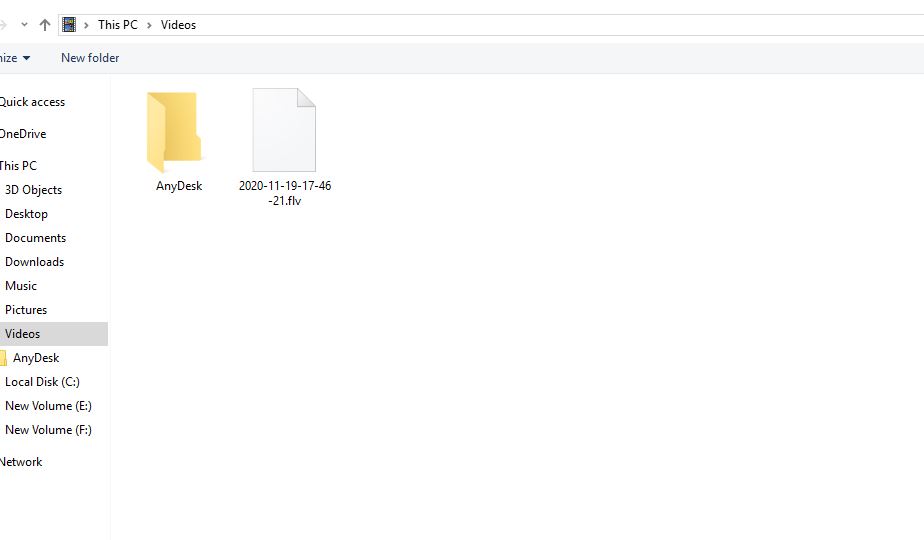 This PC > Videos
nize
New folder
Quick access
OneDrive
This PC
3D Objects
Desktop
Documents
Downloads
Music
Pictures
Videos
AnyDesk
Local Disk (C:)
New Volume (E:)
New Volume (F:)
Network
AnyDesk
2020-11-19-17-46
-21.flv